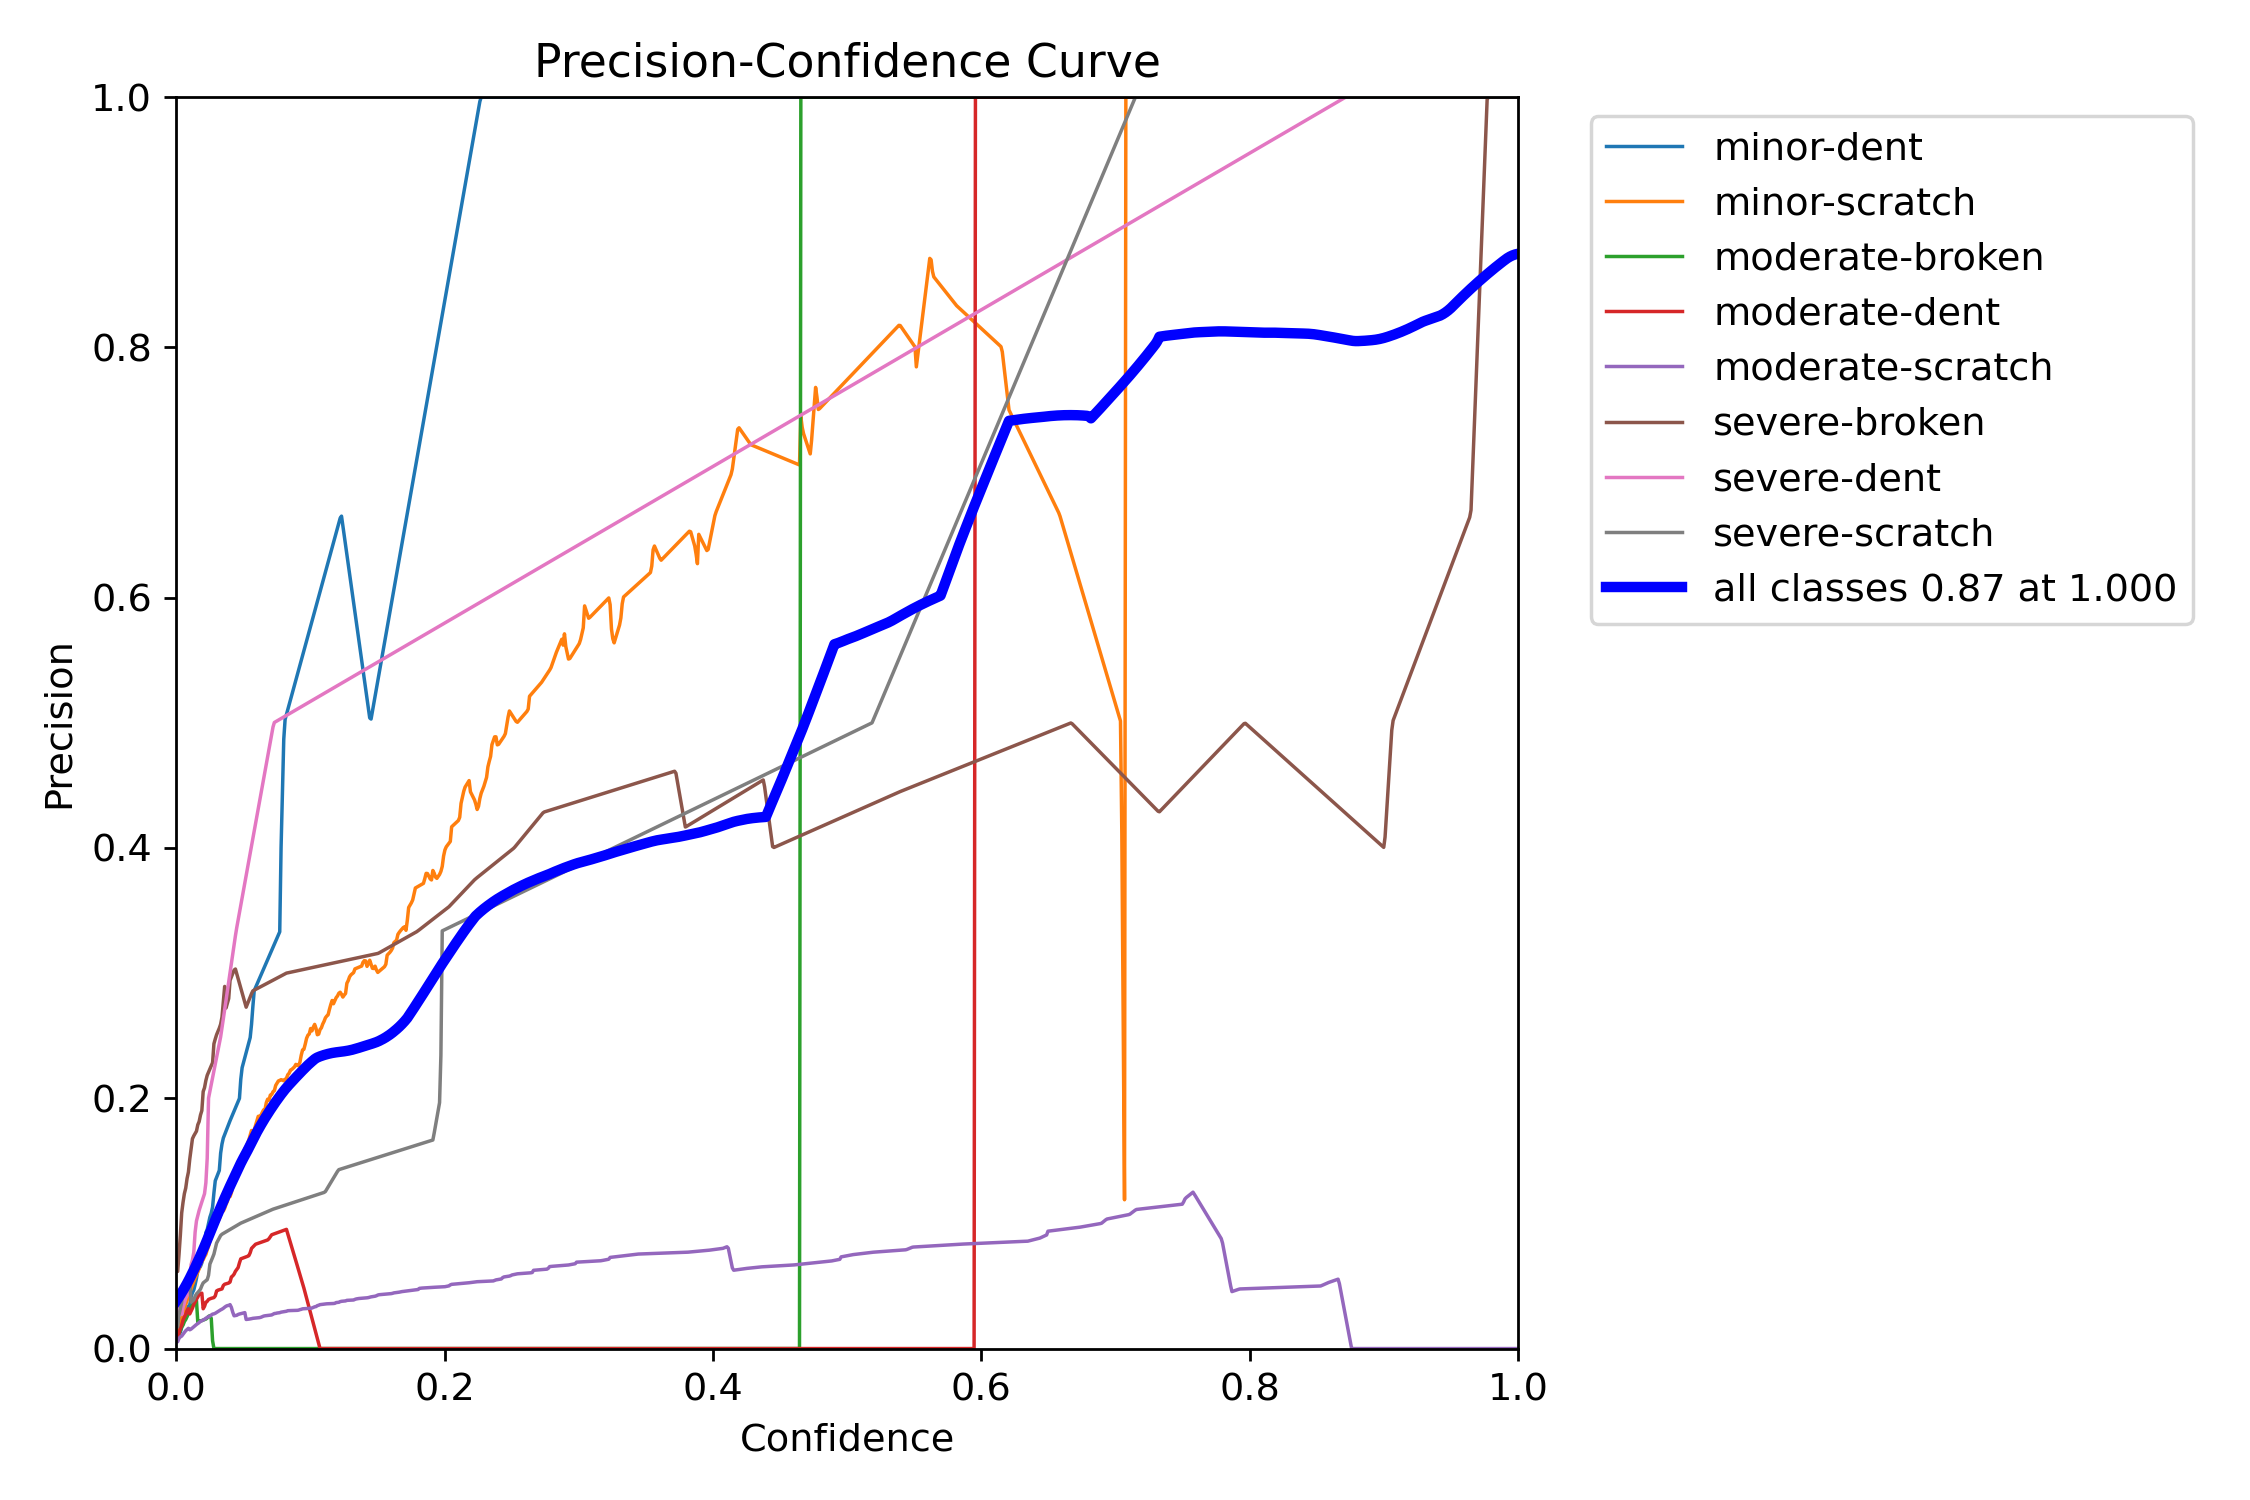 Precision-Confidence Curve
1.0
0.8
0.6
0.4
0.2
0.0
Precision
0.0 0.2 0.4 0.6 0.8 1.0
Confidence
minor-dent
minor-scratch
moderate-broken
moderate-dent
moderate-scratch
severe-broken
severe-dent
severe-scratch
all classes 0.87 at 1.000